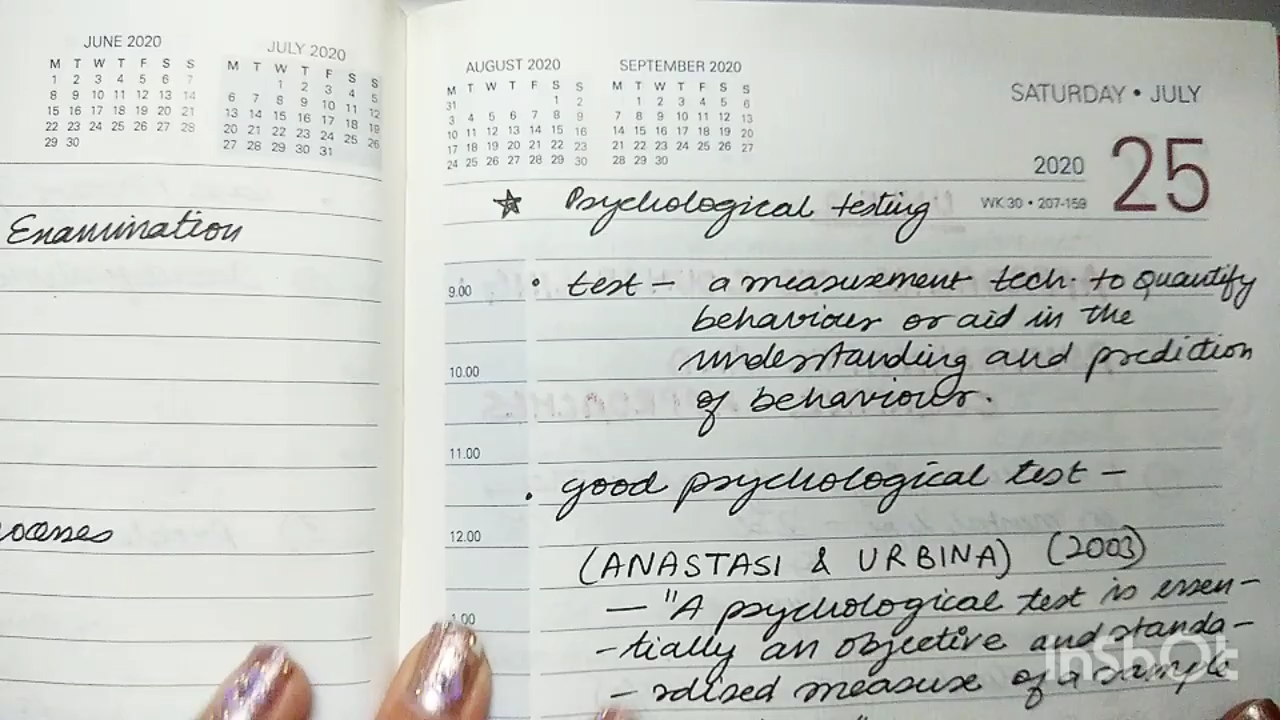 JUNE 2020
M T W T F S S
1 2 3 4 5 6 7
8 9 10 11 12 13 14
15 16 17 18 19 20 21
22 23 24 25 26 27 28
29 30
JULY 2020
M T W T F S S
1 2 3 4 5
6 7 8 9 10 11 12
13 14 15 16 17 18 19
20 21 22 23 24 25 26
27 28 29 30 31
Examination
ocesses
AUGUST 2020
M T W T F S S
31 1 2
3 4 5 6 7 8 9
10 11 12 13 14 15 16
17 18 19 20 21 22 23
24 25 26 27 28 29 30
SEPTEMBER 2020
M T W T F S S
1 2 3 4 5 6
7 8 9 10 11 12 13
14 15 16 17 18 19 20
21 22 23 24 25 26 27
28 29 30
SATURDAY • JULY
2020 25
WK 30 • 207-159
☆ Psychological testing
9.00 • test – a measurement tech. to quantify
behaviour or aid in the
understanding and prediction
10.00
of behaviour.
11.00
• good psychological test –
12.00
(ANASTASI & URBINA) (2003)
— "A psychological test is essen-
1.00
-tially an objective and standa-
- rdised measure of a sample
InShOt